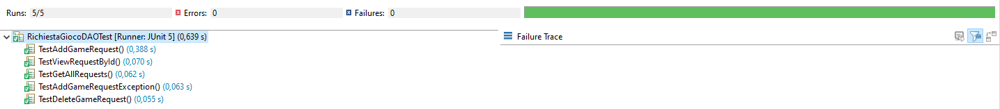 Runs: 5/5 Errors: 0 Failures: 0
RichiestaGiocoDAOTest [Runner: JUnit 5] (0,639 s)
Failure Trace
TestAddGameRequest() (0,388 s)
TestViewRequestById() (0,070 s)
TestGetAllRequests() (0,062 s)
TestAddGameRequestException() (0,063 s)
TestDeleteGameRequest() (0,055 s)